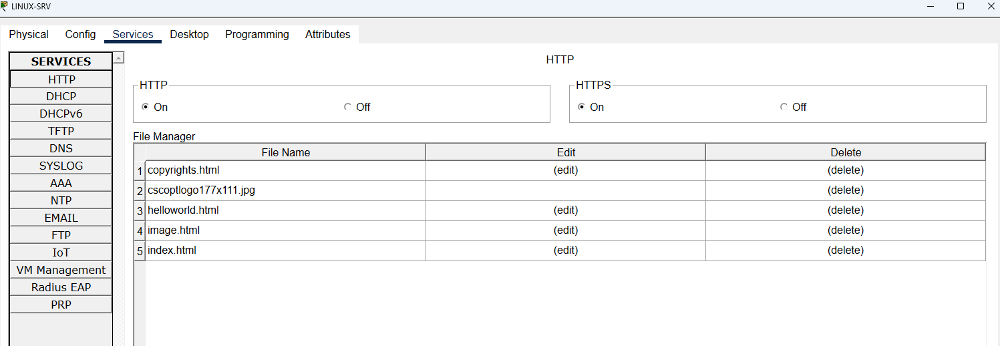 LINUX-SRV
Physical Config Services Desktop Programming Attributes
SERVICES
HTTP
DHCP
DHCPv6
TFTP
DNS
SYSLOG
AAA
NTP
EMAIL
FTP
IoT
VM Management
Radius EAP
PRP
HTTP
HTTP
On Off
HTTPS
On Off
File Manager
File Name Edit Delete
1 copyrights.html (edit) (delete)
2 cscoptlogo177x111.jpg (delete)
3 helloworld.html (edit) (delete)
4 image.html (edit) (delete)
5 index.html (edit) (delete)